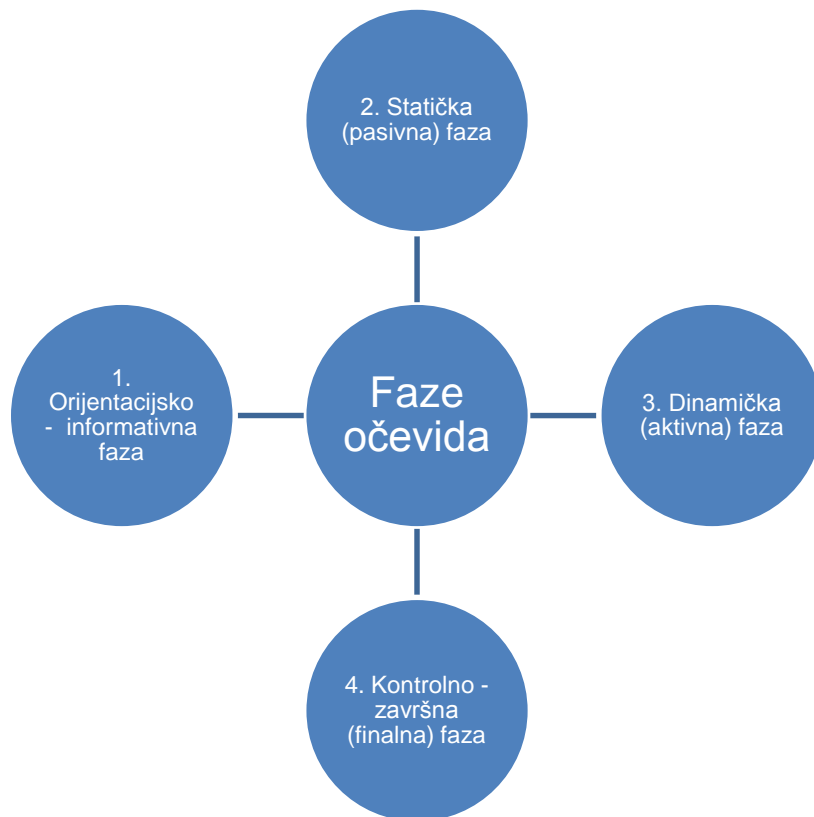 2. Statička
(pasivna) faza
1.
Orijentacijsko
- informativna
faza
Faze
očevida
3. Dinamička
(aktivna) faza
4. Kontrolno -
završna
(finalna) faza